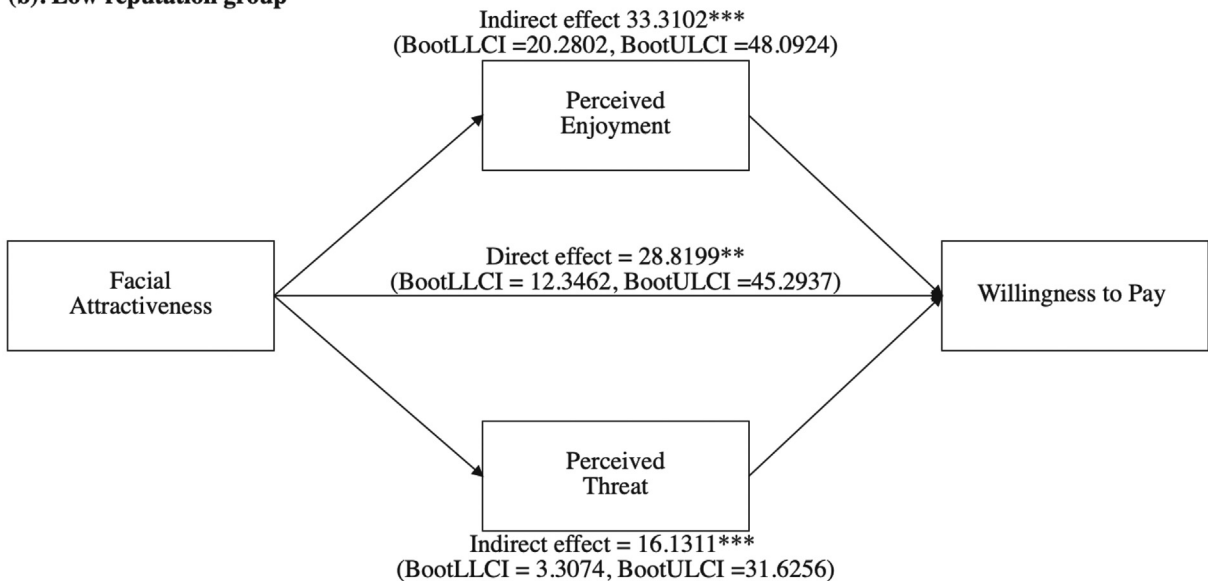 (b). Low reputation group
Indirect effect 33.3102***
(BootLLCI =20.2802, BootULCI =48.0924)
Perceived
Enjoyment
Direct effect = 28.8199**
(BootLLCI = 12.3462, BootULCI =45.2937)
Facial
Attractiveness
Willingness to Pay
Perceived
Threat
Indirect effect = 16.1311***
(BootLLCI = 3.3074, BootULCI =31.6256)